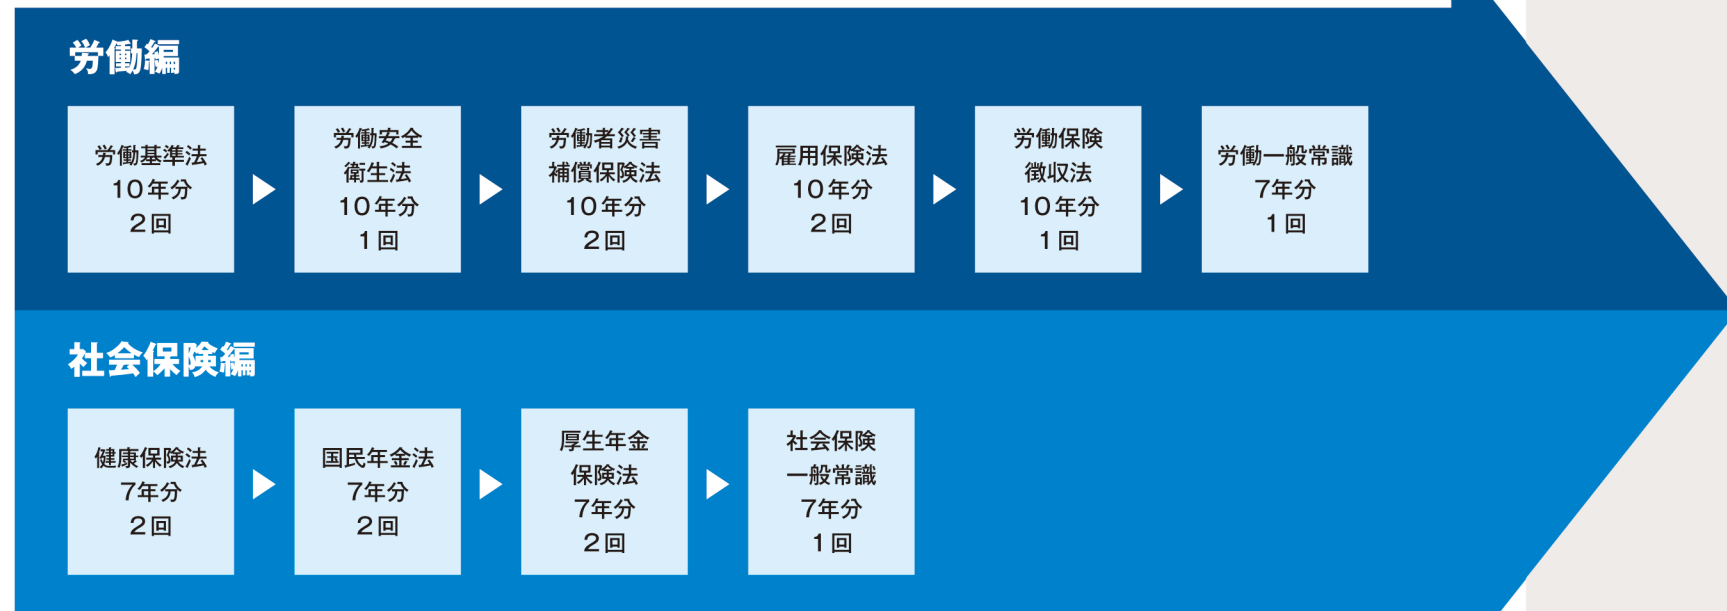 労働編
労働基準法
10年分
2回
労働安全
衛生法
10年分
1回
労働者災害
補償保険法
10年分
2回
雇用保険法
10年分
2回
労働保険
徴収法
10年分
1回
労働一般常識
7年分
1回
社会保険編
健康保険法
7年分
2回
国民年金法
7年分
2回
厚生年金
保険法
7年分
2回
社会保険
一般常識
7年分
1回